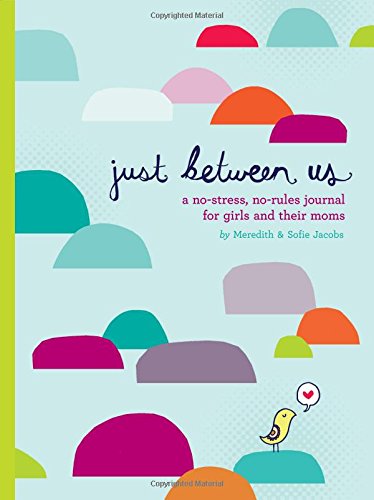 Copyrighted Material
just between us
a no-stress, no-rules journal
for girls and their moms
by Meredith & Sofie Jacobs
Copyrighted Material